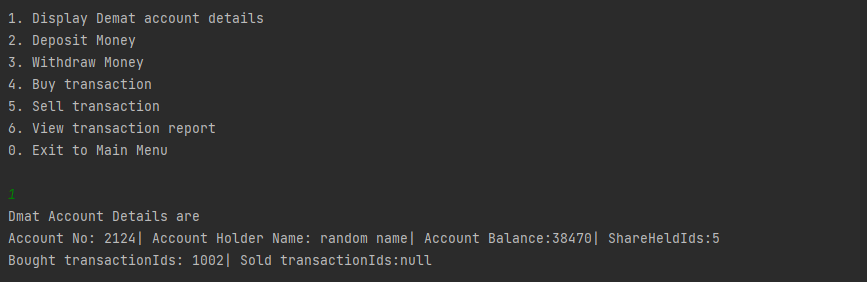 1. Display Demat account details
2. Deposit Money
3. Withdraw Money
4. Buy transaction
5. Sell transaction
6. View transaction report
0. Exit to Main Menu
1
Dmat Account Details are
Account No: 2124| Account Holder Name: random name| Account Balance:38470| ShareHeldIds:5
Bought transactionIds: 1002| Sold transactionIds:null